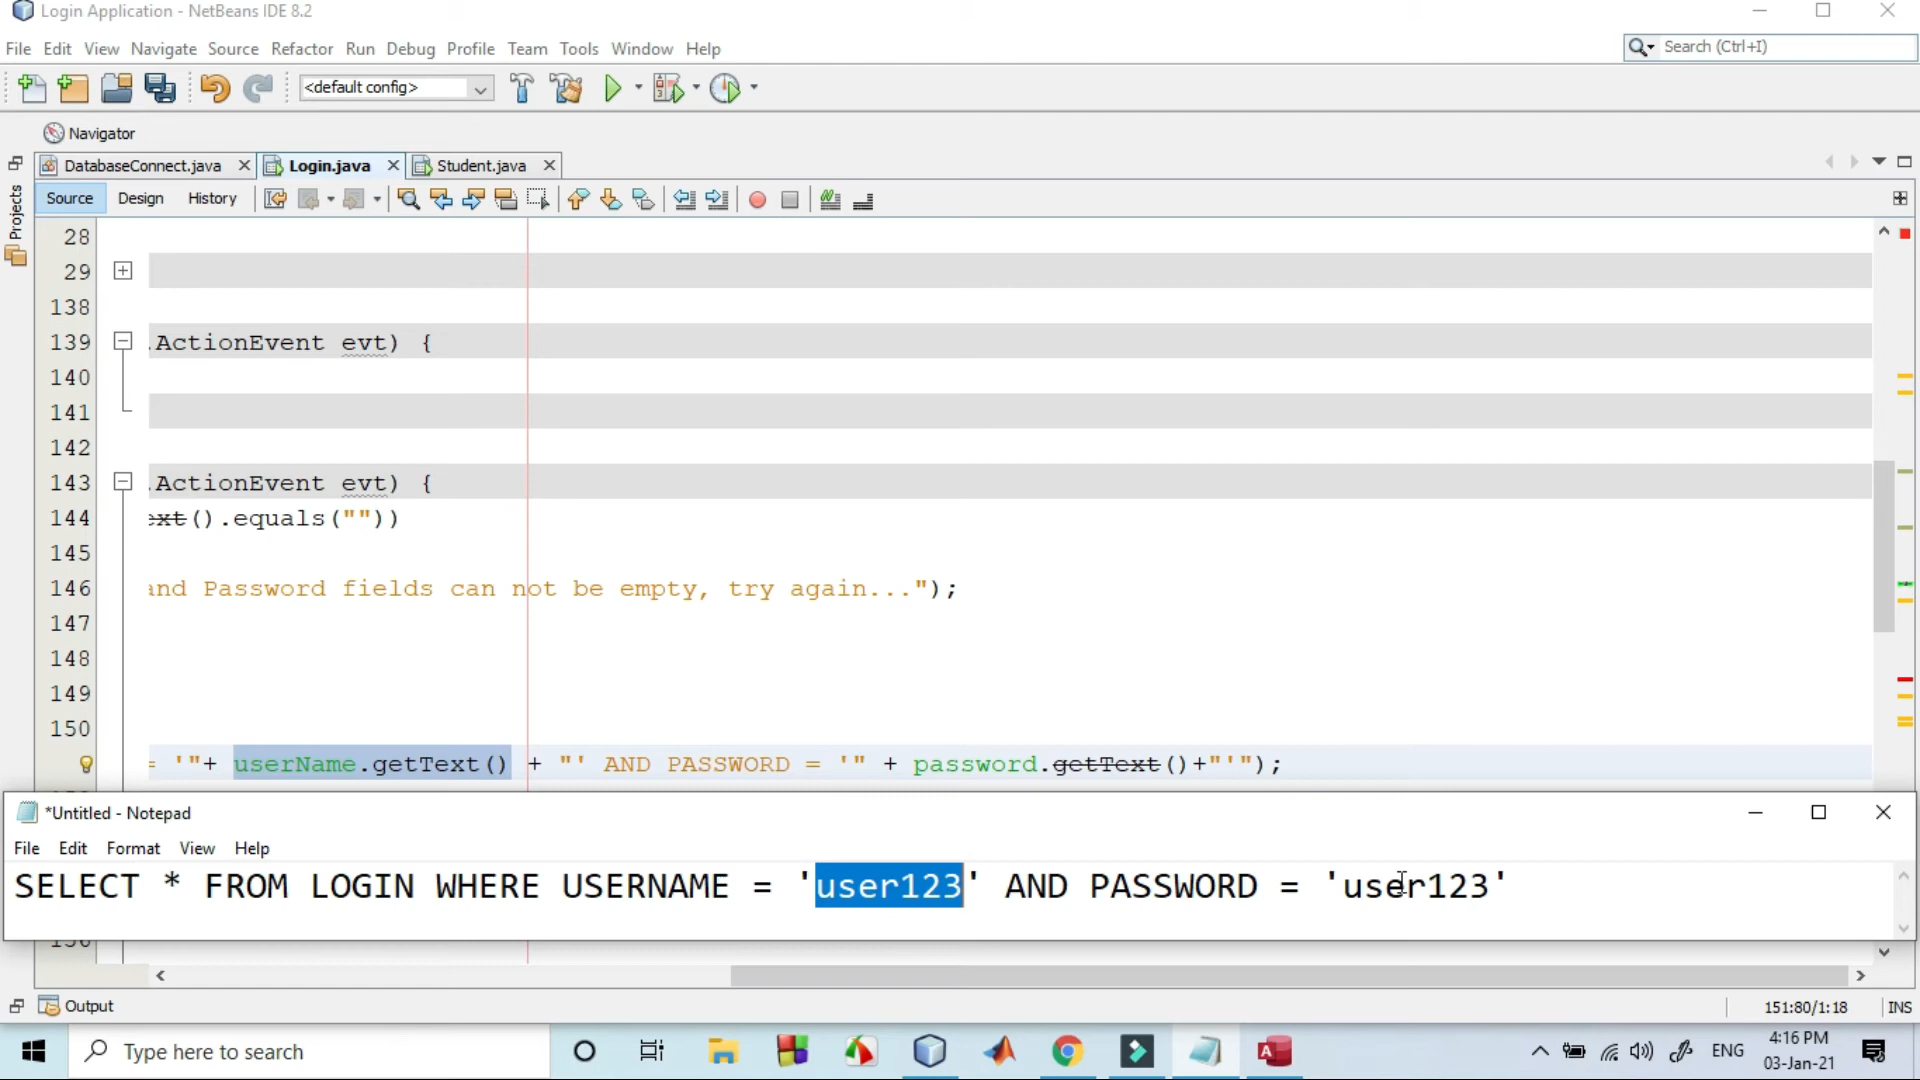 Login Application - NetBeans IDE 8.2
File Edit View Navigate Source Refactor Run Debug Profile Team Tools Window Help
Search (Ctrl+I)
<default config>
Navigator
Projects
DatabaseConnect.java
Login.java
Student.java
Source Design History
28
29
138
139 .ActionEvent evt) {
140
141
142
143 .ActionEvent evt) {
144 ext().equals(""))
145
146 and Password fields can not be empty, try again...");
147
148
149
150
= '"+ userName.getText() + "' AND PASSWORD = '" + password.getText()+"'");
*Untitled - Notepad
File Edit Format View Help
SELECT * FROM LOGIN WHERE USERNAME = 'user123' AND PASSWORD = 'user123'
Output
151:80/1:18 INS
Type here to search
ENG
4:16 PM
03-Jan-21